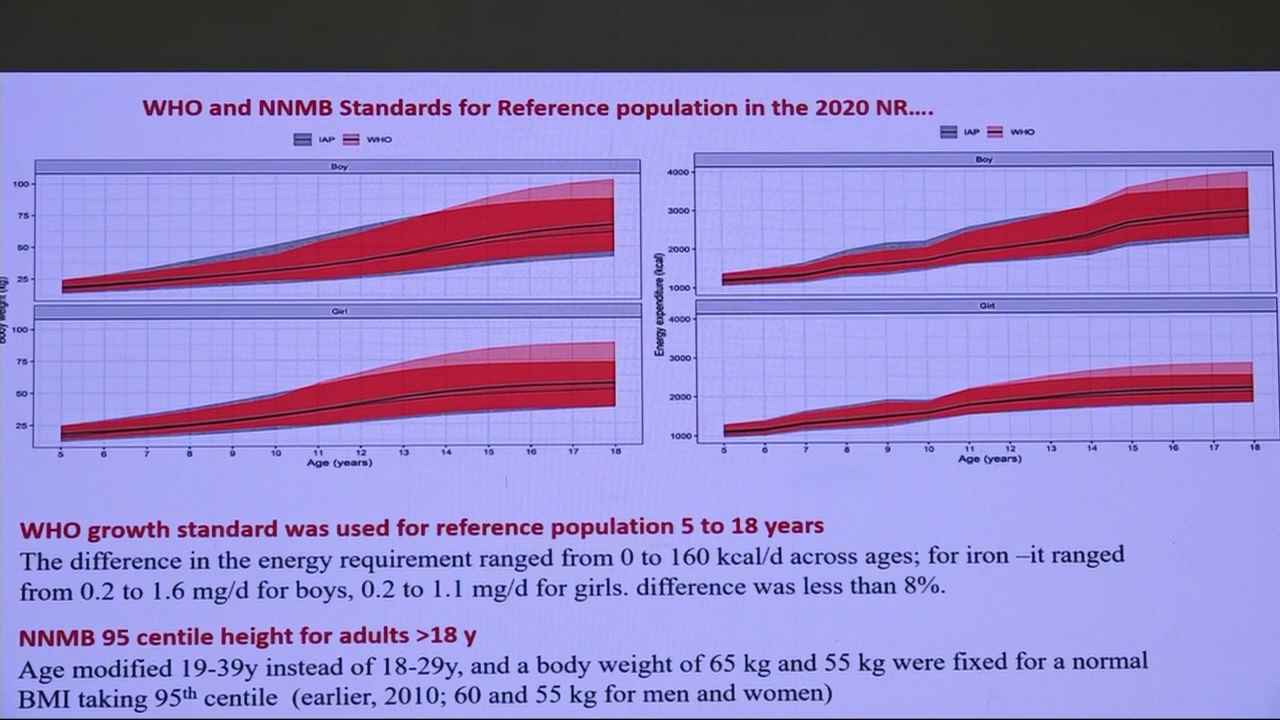 WHO and NNMB Standards for Reference population in the 2020 NR....
IAP WHO
Boy
100
75
50
25
Body weight (kg)
Girl
100
75
50
25
5 6 7 8 9 10 11 12 13 14 15 16 17 18
Age (years)
IAP WHO
Boy
4000
3000
2000
1000
Energy expenditure (kcal)
Girl
4000
3000
2000
1000
5 6 7 8 9 10 11 12 13 14 15 16 17 18
Age (years)
WHO growth standard was used for reference population 5 to 18 years
The difference in the energy requirement ranged from 0 to 160 kcal/d across ages; for iron –it ranged
from 0.2 to 1.6 mg/d for boys, 0.2 to 1.1 mg/d for girls. difference was less than 8%.
NNMB 95 centile height for adults >18 y
Age modified 19-39y instead of 18-29y, and a body weight of 65 kg and 55 kg were fixed for a normal
BMI taking 95th centile (earlier, 2010; 60 and 55 kg for men and women)